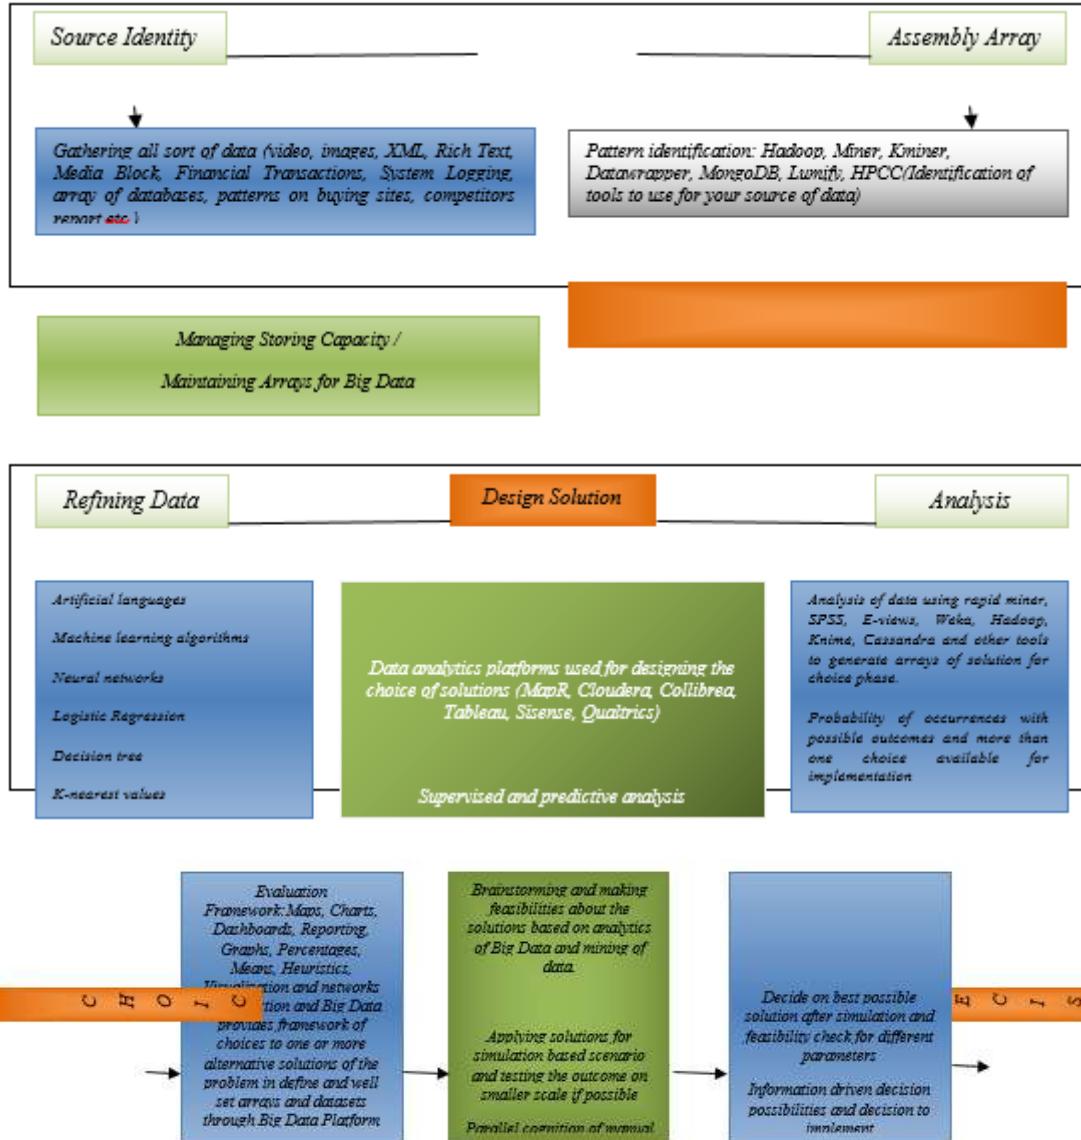 Source Identity
Assembly Array
Gathering all sort of data (video, images, XML, Rich Text,
Media Block, Financial Transactions, System Logging,
array of databases, patterns on buying sites, competitors
report etc.)
Pattern identification: Hadoop, Miner, Kminer,
Datawrapper, MongoDB, Lumify, HPCC(Identification of
tools to use for your source of data)
Managing Storing Capacity /
Maintaining Arrays for Big Data
Refining Data
Design Solution
Analysis
Artificial languages
Machine learning algorithms
Neural networks
Logistic Regression
Decision tree
K-nearest values
Data analytics platforms used for designing the
choice of solutions (MapR, Cloudera, Collibrea,
Tableau, Sisense, Qualtrics)
Supervised and predictive analysis
Analysis of data using rapid miner,
SPSS, E-views, Weka, Hadoop,
Knime, Cassandra and other tools
to generate arrays of solution for
choice phase.
Probability of occurrences with
possible outcomes and more than
one choice available for
implementation
Evaluation
Framework:Maps, Charts,
Dashboards, Reporting,
Graphs, Percentages,
Means, Heuristics,
Visualization and networks
and Big Data
provides framework of
choices to one or more
alternative solutions of the
problem in define and well
set arrays and datasets
through Big Data Platform
C H O I C
Brainstorming and making
feasibilities about the
solutions based on analytics
of Big Data and mining of
data.
Applying solutions for
simulation based scenario
and testing the outcome on
smaller scale if possible
Parallel cognition of manual
Decide on best possible
solution after simulation and
feasibility check for different
parameters
Information driven decision
possibilities and decision to
implement
E C I S